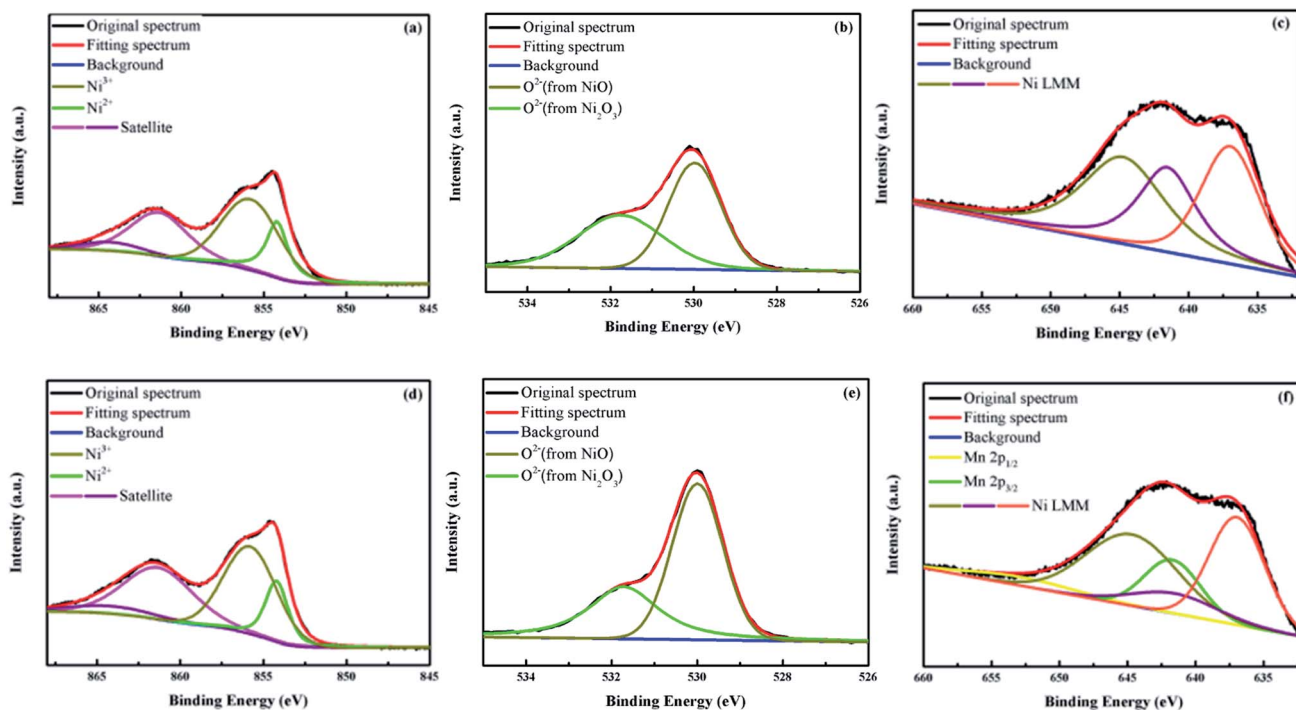 (a)
Original spectrum
Fitting spectrum
Background
Ni³⁺
Ni²⁺
Satellite
Intensity (a.u.)
865 860 855 850 845
Binding Energy (eV)
(b)
Original spectrum
Fitting spectrum
Background
O²⁻(from NiO)
O²⁻(from Ni₂O₃)
Intensity (a.u.)
534 532 530 528 526
Binding Energy (eV)
(c)
Original spectrum
Fitting spectrum
Background
Ni LMM
Intensity (a.u.)
660 655 650 645 640 635
Binding Energy (eV)
(d)
Original spectrum
Fitting spectrum
Background
Ni³⁺
Ni²⁺
Satellite
Intensity (a.u.)
865 860 855 850 845
Binding Energy (eV)
(e)
Original spectrum
Fitting spectrum
Background
O²⁻(from NiO)
O²⁻(from Ni₂O₃)
Intensity (a.u.)
534 532 530 528 526
Binding Energy (eV)
(f)
Original spectrum
Fitting spectrum
Background
Mn 2p₁/₂
Mn 2p₃/₂
Ni LMM
Intensity (a.u.)
660 655 650 645 640 635
Binding Energy (eV)